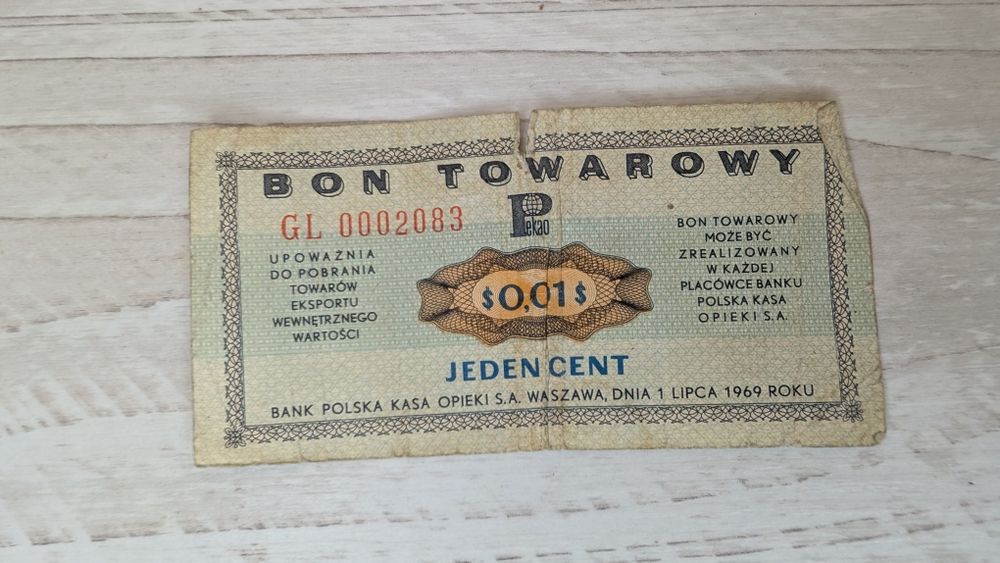 BON TOWAROWY
GL 0002083
Pekao
UPOWAŻNIA
DO POBRANIA
TOWARÓW
EKSPORTU
WEWNĘTRZNEGO
WARTOŚCI
$0,01$
BON TOWAROWY
MOŻE BYĆ
ZREALIZOWANY
W KAŻDEJ
PLACÓWCE BANKU
POLSKA KASA
OPIEKI S.A.
JEDEN CENT
BANK POLSKA KASA OPIEKI S.A. WASZAWA, DNIA 1 LIPCA 1969 ROKU